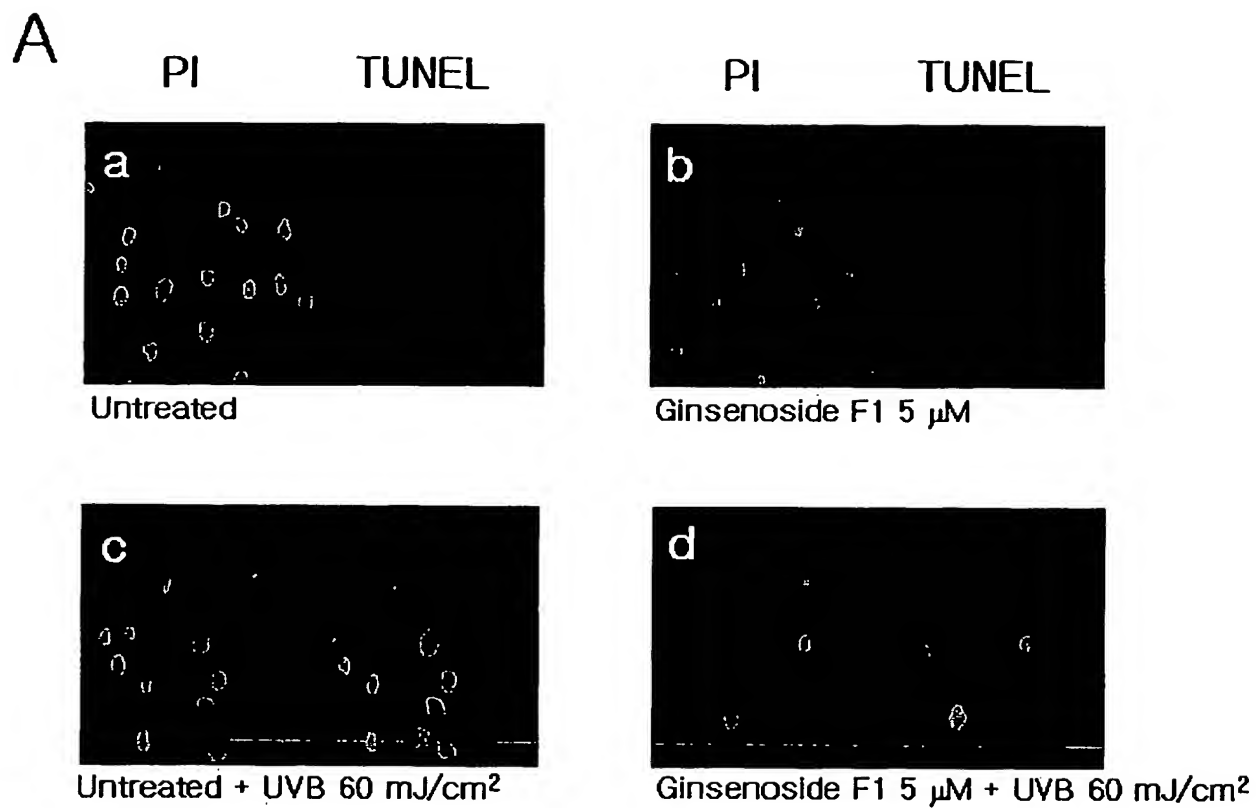 A
PI TUNEL PI TUNEL
a b
Untreated Ginsenoside F1 5 μM
c d
Untreated + UVB 60 mJ/cm² Ginsenoside F1 5 μM + UVB 60 mJ/cm²